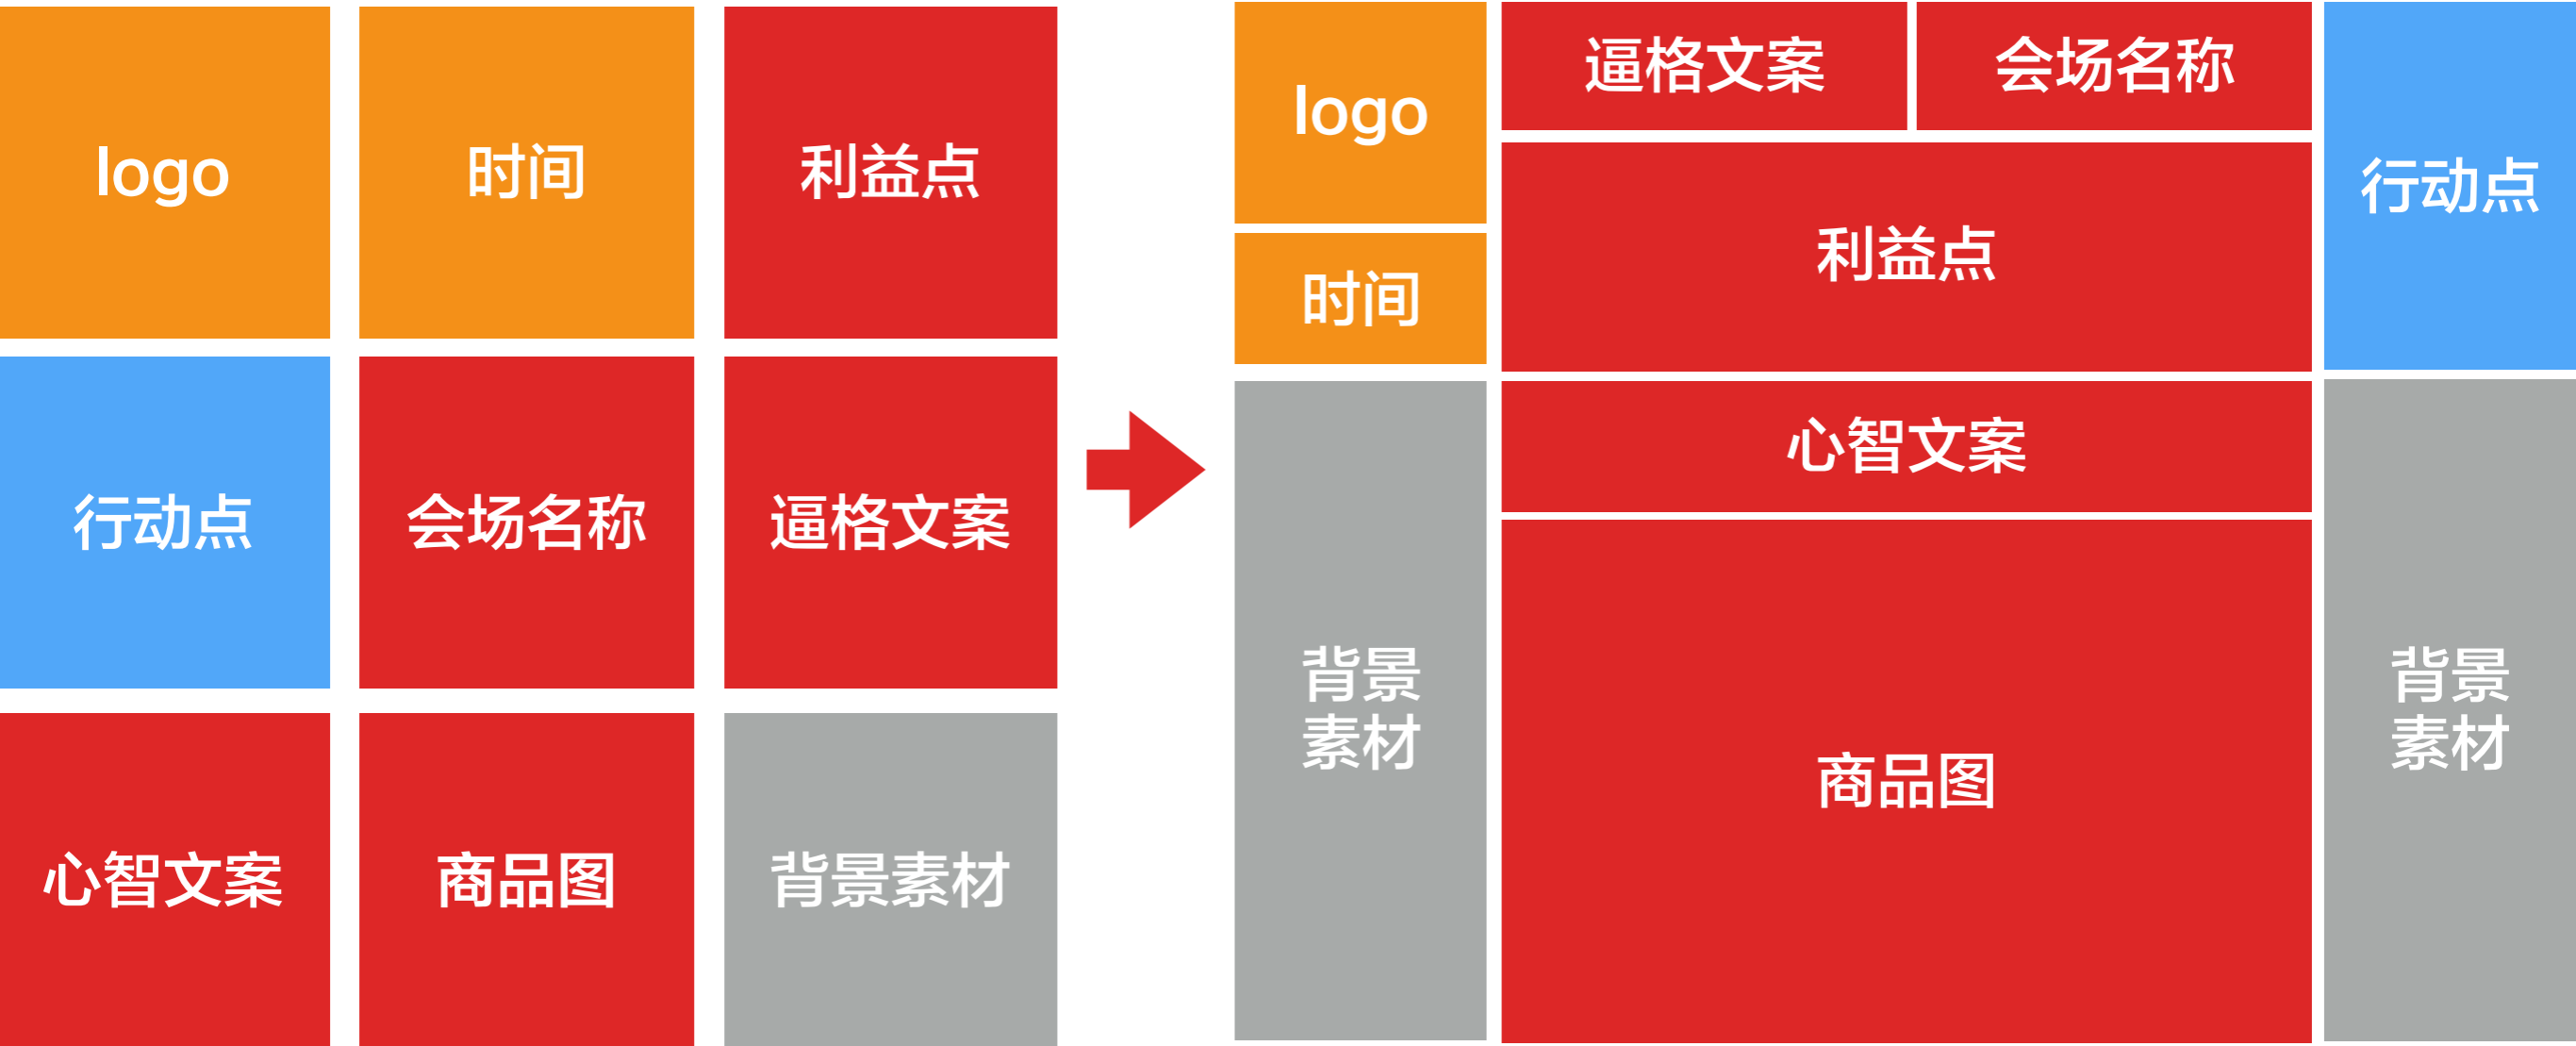 logo
时间
利益点
行动点
会场名称
逼格文案
心智文案
商品图
背景素材
logo
时间
背景
素材
逼格文案
会场名称
利益点
心智文案
商品图
行动点
背景
素材